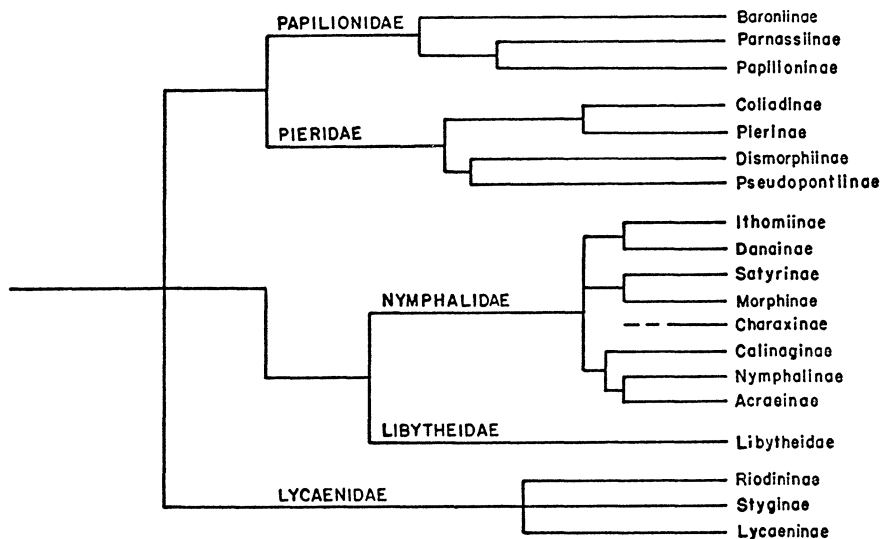 PAPILIONIDAE
Baroniinae
Parnassiinae
Papilioninae
PIERIDAE
Coliadinae
Pierinae
Dismorphiinae
Pseudopontiinae
NYMPHALIDAE
Ithomiinae
Danainae
Satyrinae
Morphinae
Charaxinae
Calinaginae
Nymphalinae
Acraeinae
LIBYTHEIDAE
Libytheidae
LYCAENIDAE
Riodininae
Styginae
Lycaeninae